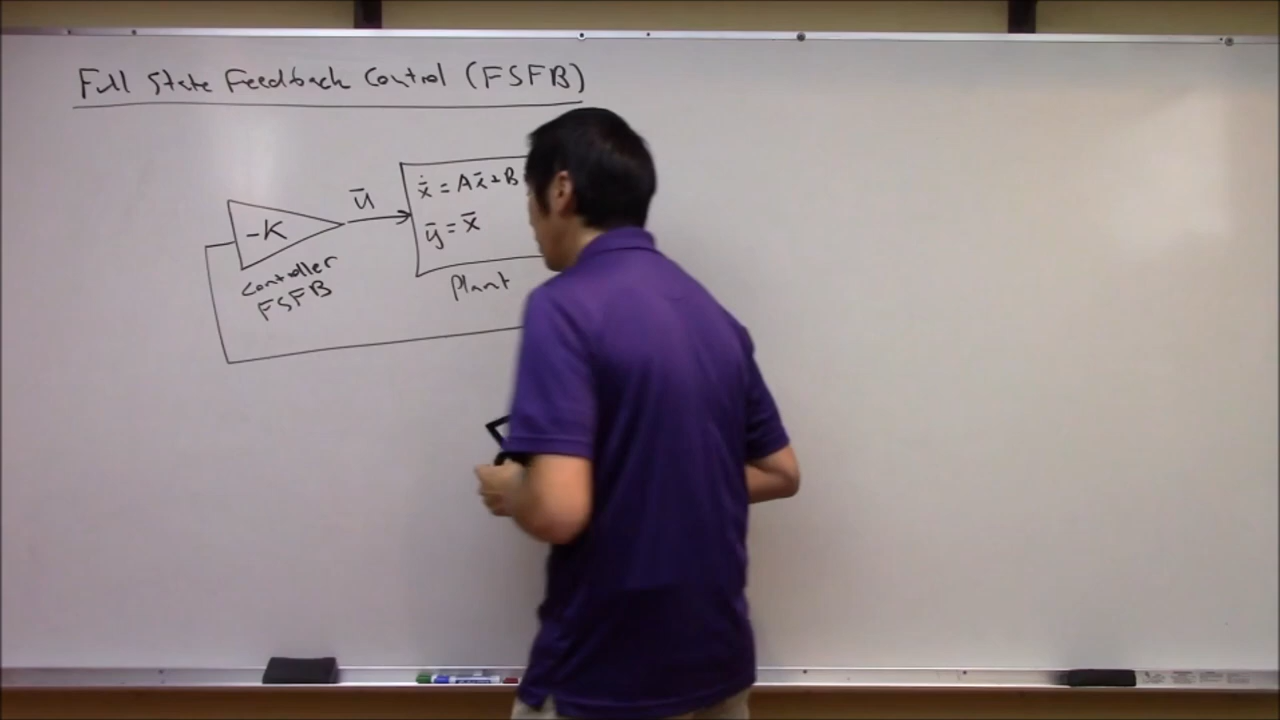 Full State Feedback Control (FSFB)
ū
-K
ẋ̄ = Ax̄+B
ȳ = x̄
Controller
FSFB
Plant